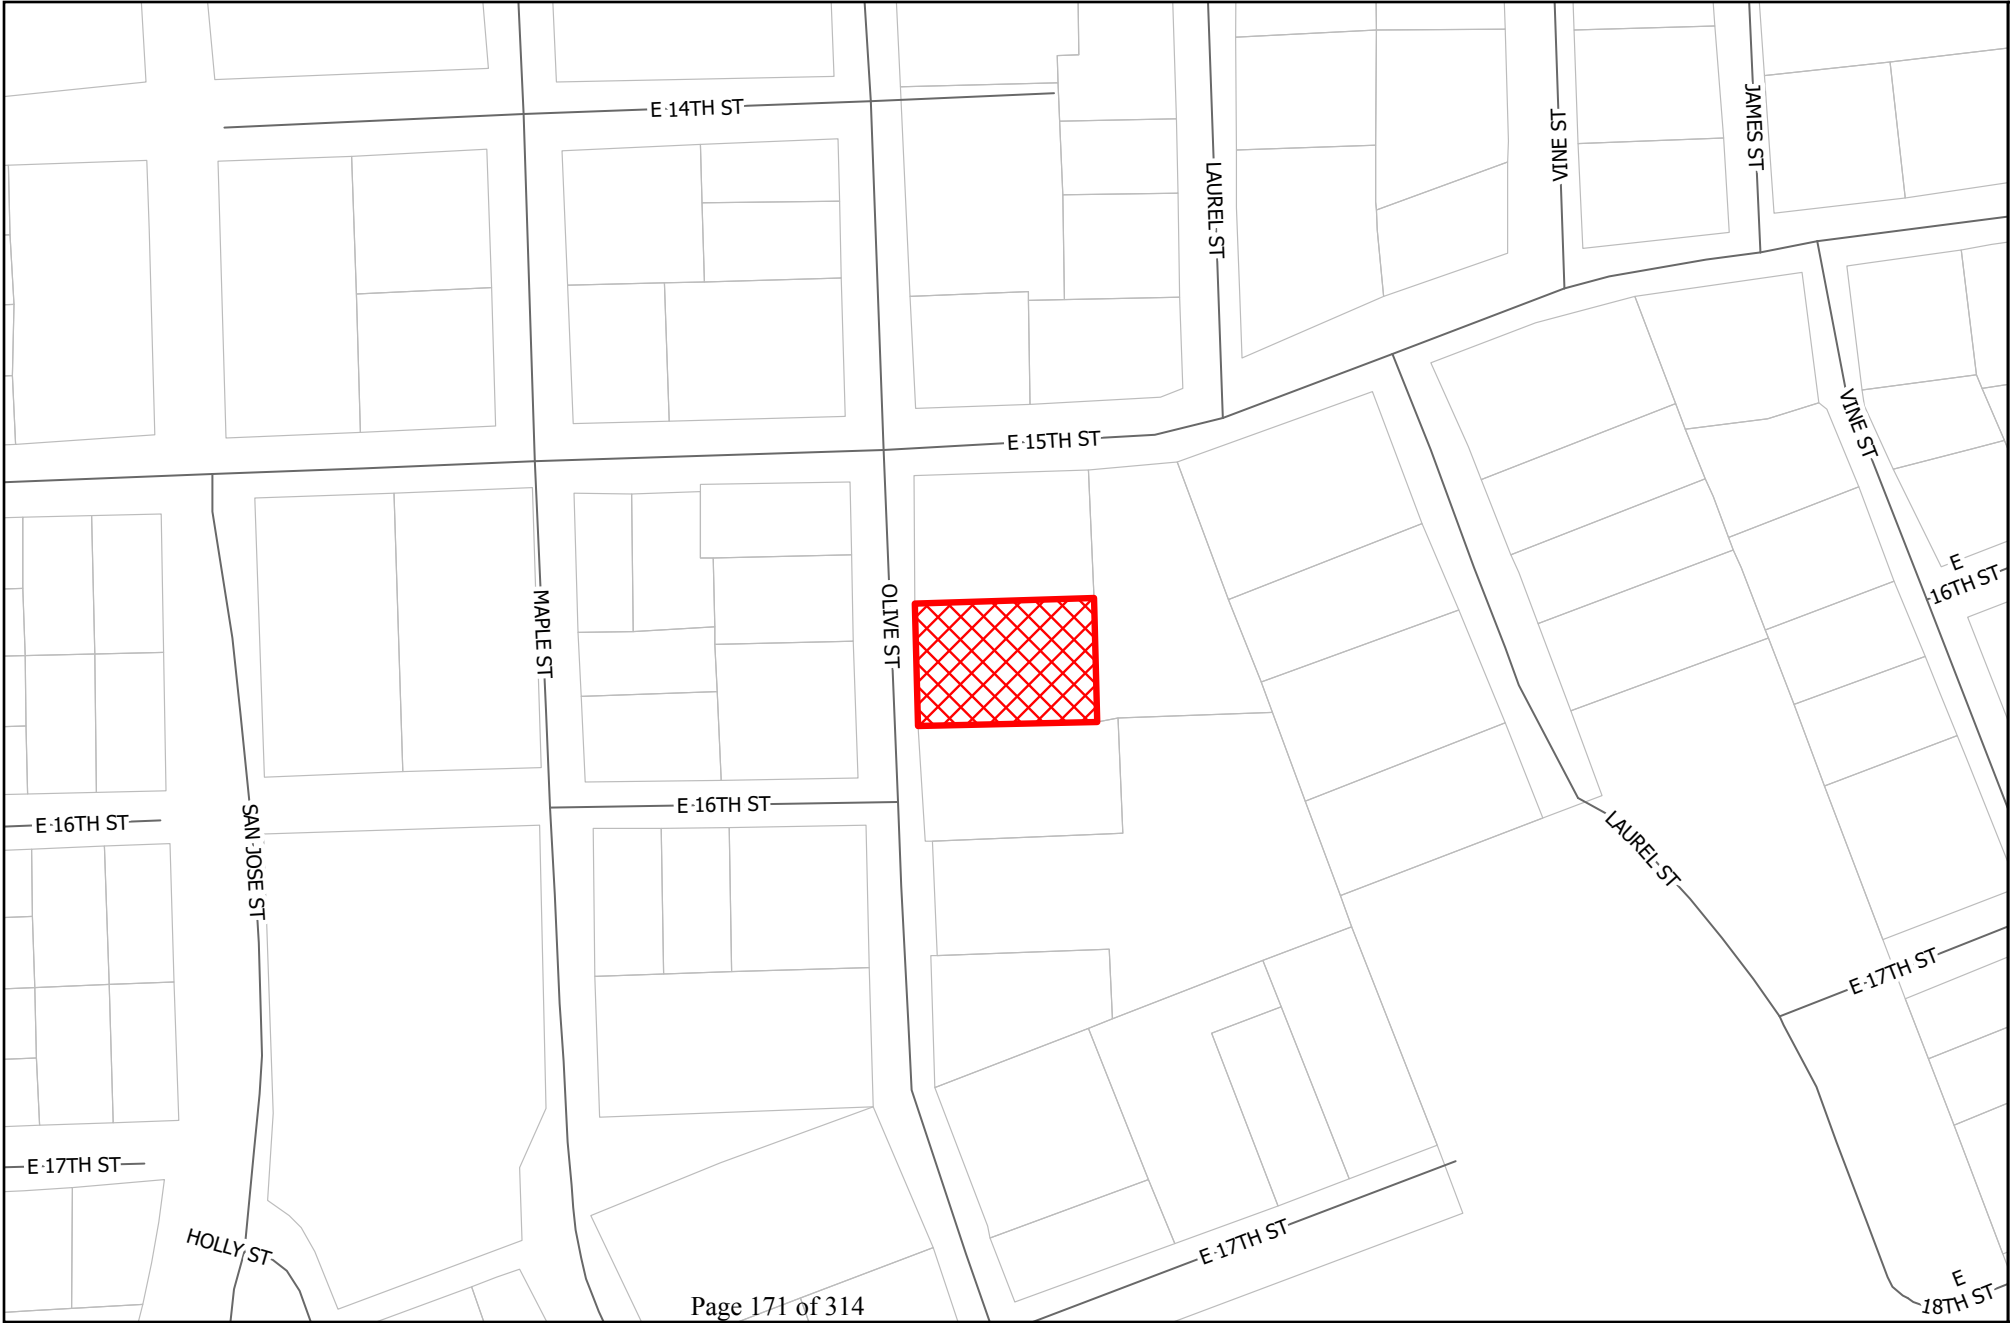 E 14TH ST
LAUREL ST
VINE ST
JAMES ST
E 15TH ST
VINE ST
E
16TH ST
MAPLE ST
OLIVE ST
E 16TH ST
E 16TH ST
SAN JOSE ST
LAUREL ST
E 17TH ST
E 17TH ST
HOLLY ST
E 17TH ST
E
18TH ST
Page 171 of 314